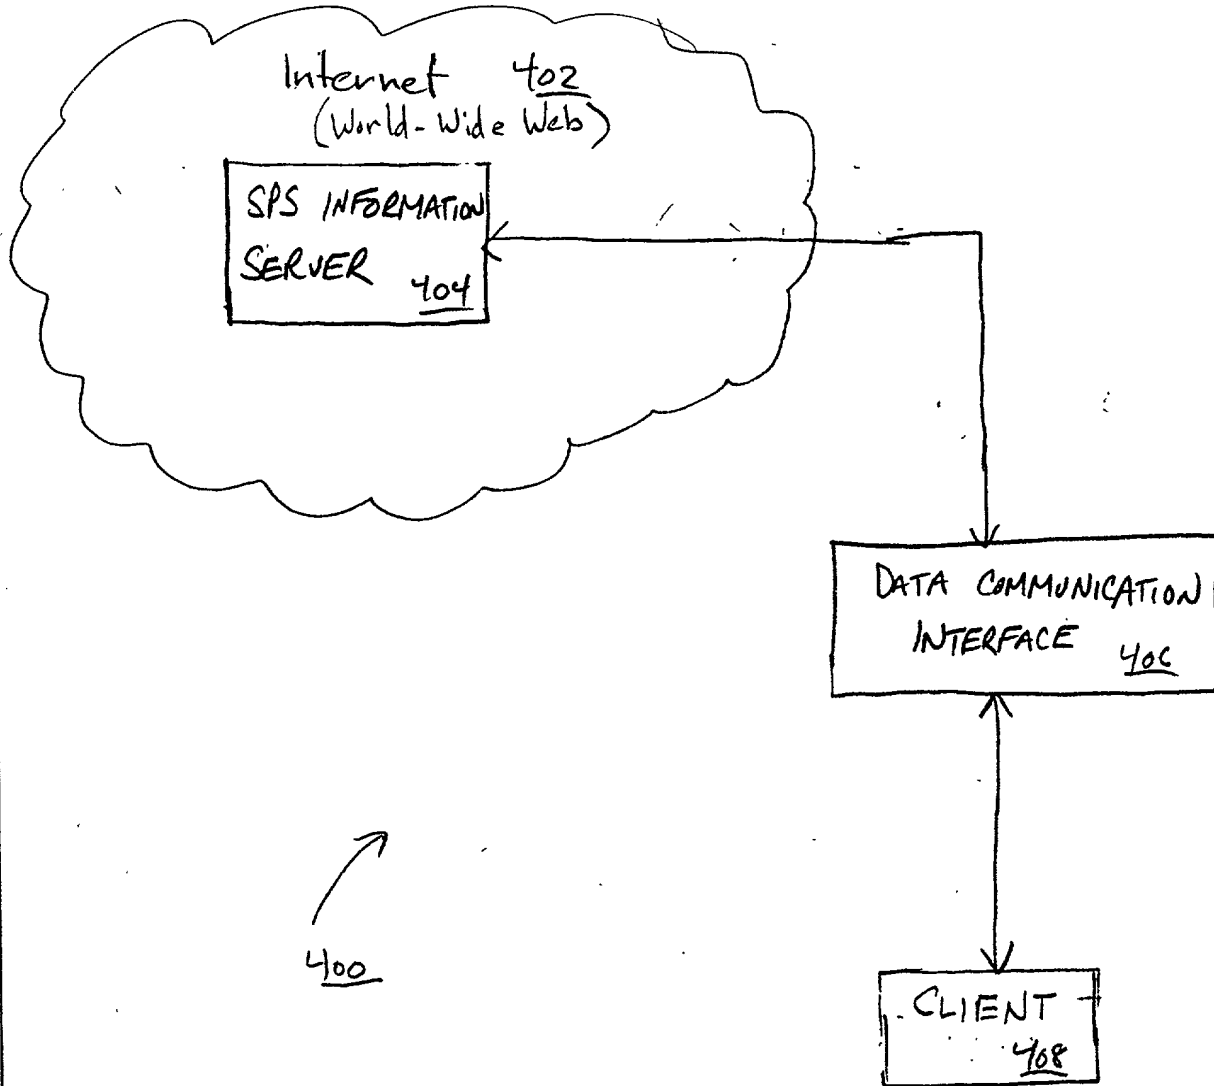 Internet 402
(World-Wide Web)
SPS INFORMATION
SERVER 404
DATA COMMUNICATION
INTERFACE 406
400
CLIENT
408